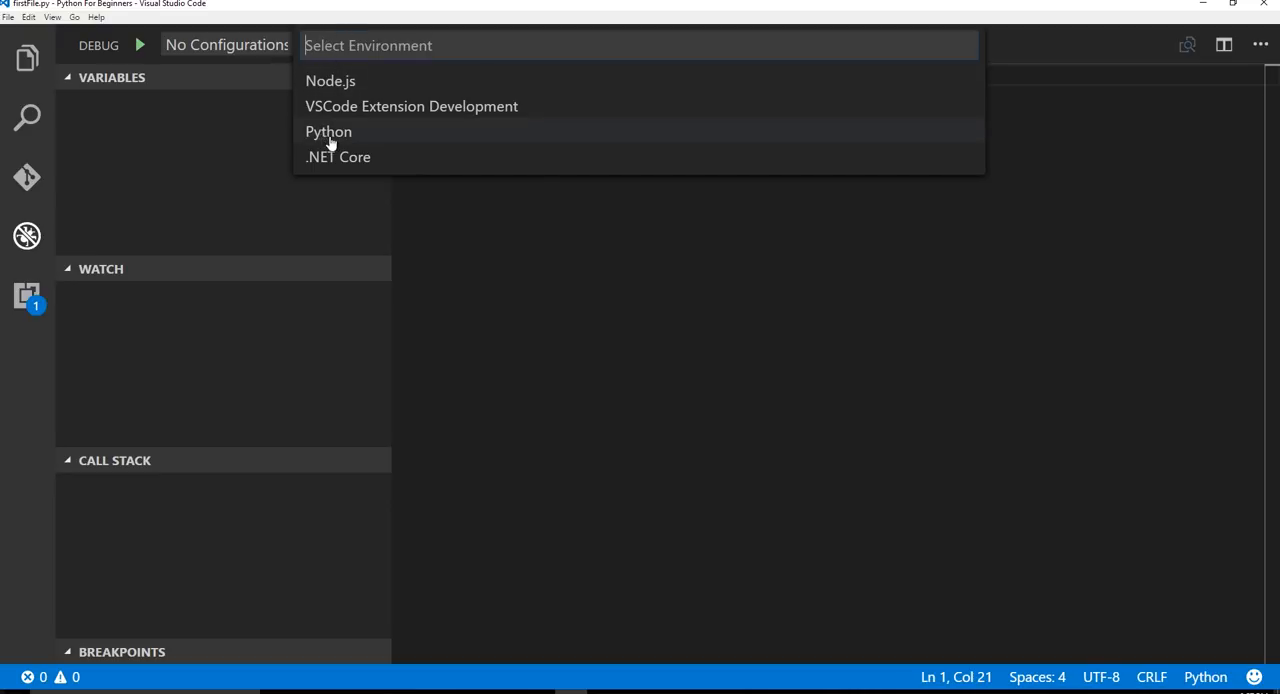 firstFile.py - Python For Beginners - Visual Studio Code
File Edit View Go Help
DEBUG No Configurations
Select Environment
Node.js
VSCode Extension Development
Python
.NET Core
VARIABLES
WATCH
CALL STACK
BREAKPOINTS
1
0 0
Ln 1, Col 21 Spaces: 4 UTF-8 CRLF Python